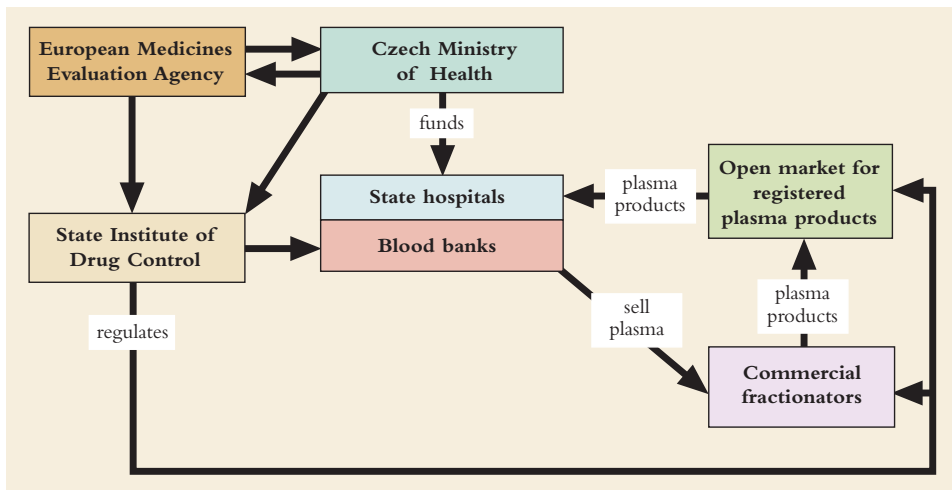 European Medicines
Evaluation Agency
Czech Ministry
of Health
funds
State hospitals
Blood banks
plasma
products
Open market for
registered
plasma products
State Institute of
Drug Control
regulates
sell
plasma
plasma
products
Commercial
fractionators